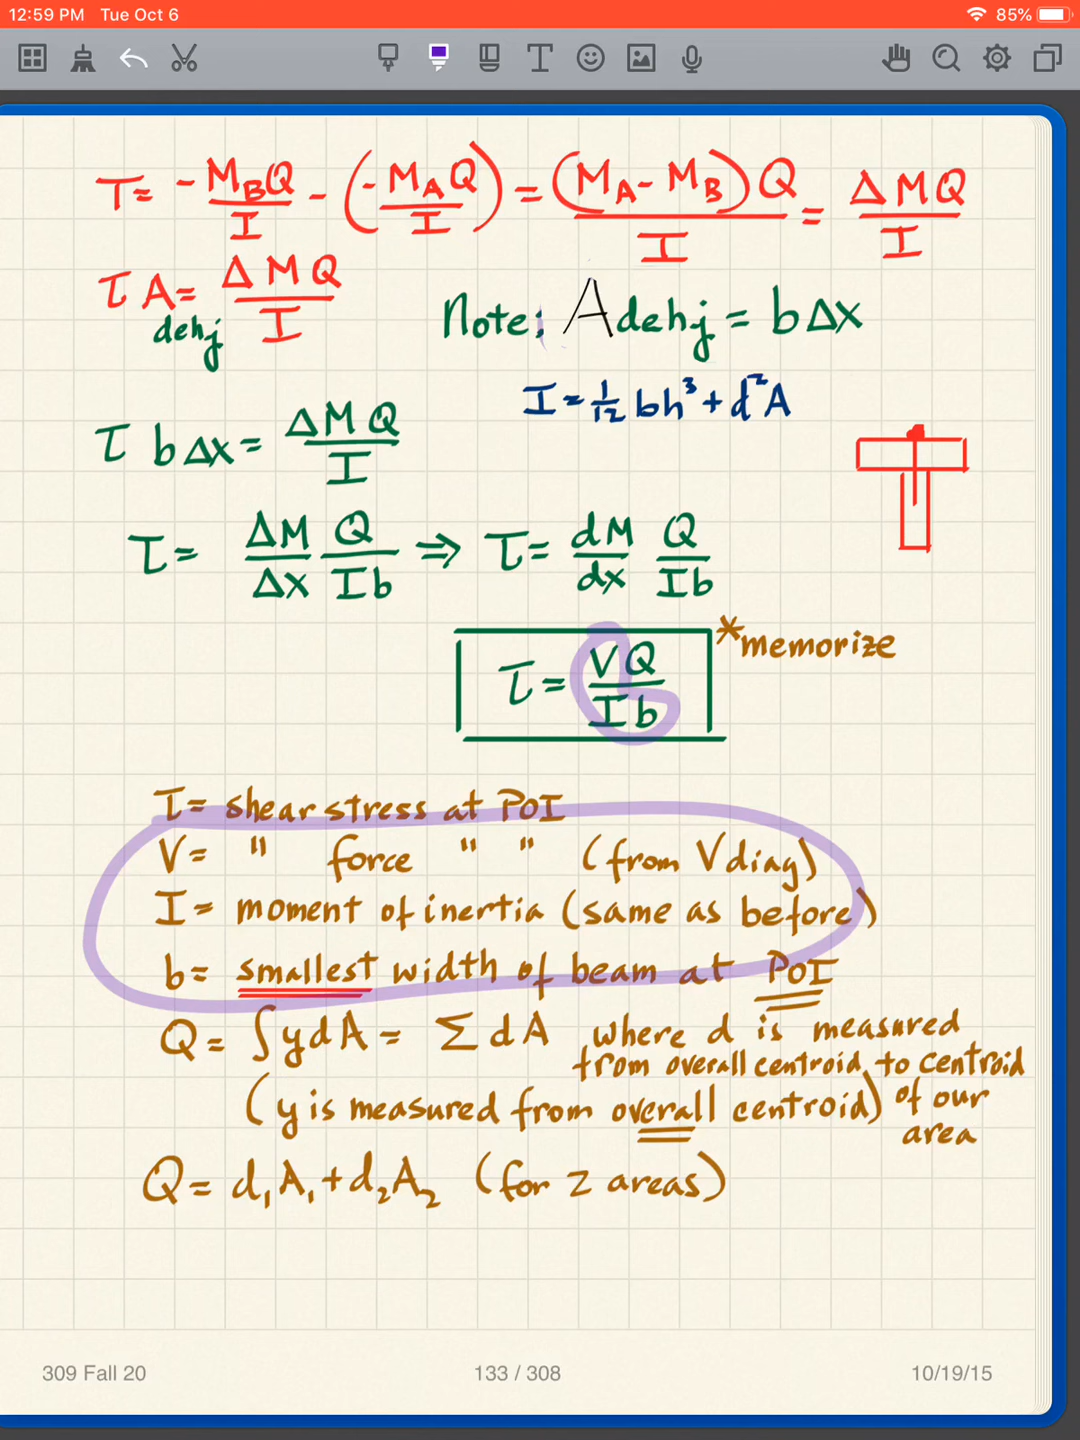 12:59 PM Tue Oct 6 85%
T = -M_BQ/I - (-M_AQ/I) = (M_A - M_B)Q/I = ΔMQ/I
τ A_dehj = ΔMQ/I
Note: A dehj = bΔx
I = 1/12 bh³ + d²A
τ bΔx = ΔMQ/I
τ = ΔM/Δx Q/Ib ⇒ τ = dM/dx Q/Ib
τ = VQ/Ib *memorize
τ = shear stress at PoI
V = " force " " (from V diag)
I = moment of inertia (same as before)
b = smallest width of beam at PoI
Q = ∫ydA = ΣdA, where d is measured
from overall centroid to centroid
(y is measured from overall centroid) of our
area
Q = d₁A₁ + d₂A₂ (for 2 areas)
309 Fall 20 133 / 308 10/19/15